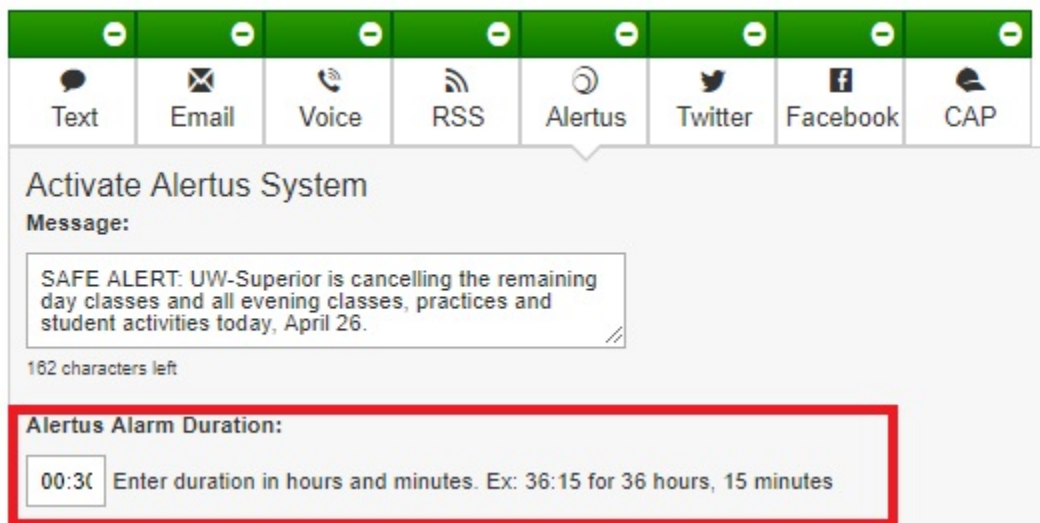 Text Email Voice RSS Alertus Twitter Facebook CAP
Activate Alertus System
Message:
SAFE ALERT: UW-Superior is cancelling the remaining
day classes and all evening classes, practices and
student activities today, April 26.
162 characters left
Alertus Alarm Duration:
00:30 Enter duration in hours and minutes. Ex: 36:15 for 36 hours, 15 minutes